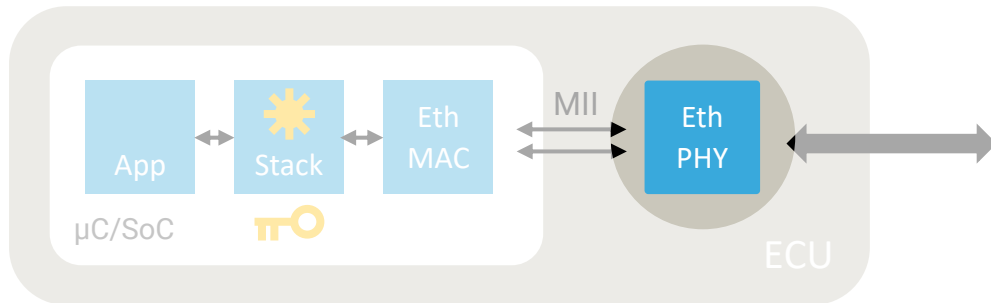 App
Stack
Eth
MAC
MII
Eth
PHY
µC/SoC
ECU